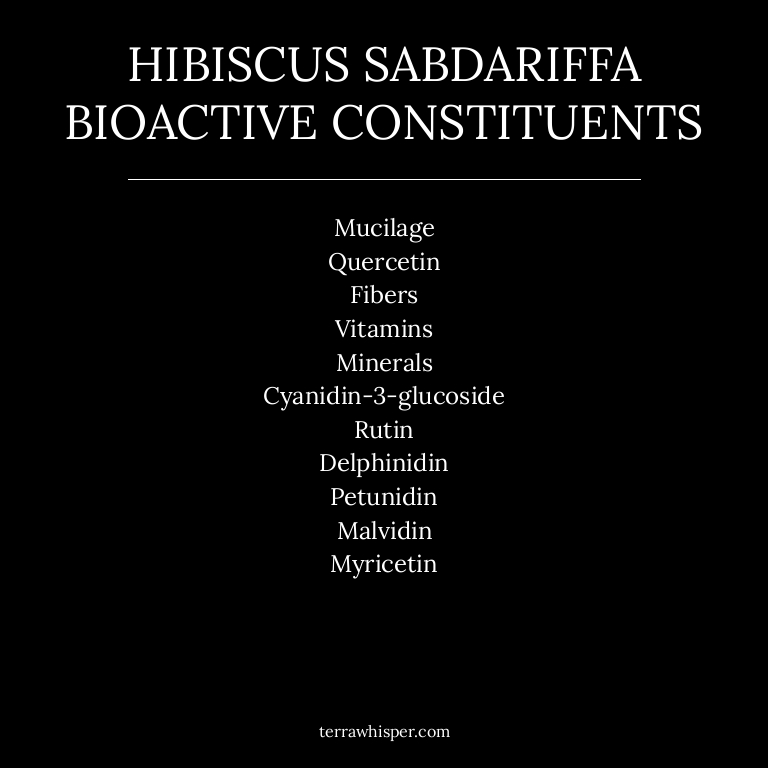 HIBISCUS SABDARIFFA
BIOACTIVE CONSTITUENTS
Mucilage
Quercetin
Fibers
Vitamins
Minerals
Cyanidin-3-glucoside
Rutin
Delphinidin
Petunidin
Malvidin
Myricetin
terrawhisper.com